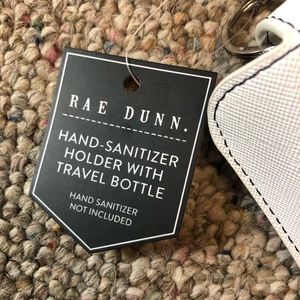 RAE DUNN.
HAND-SANITIZER
HOLDER WITH
TRAVEL BOTTLE
HAND SANITIZER
NOT INCLUDED